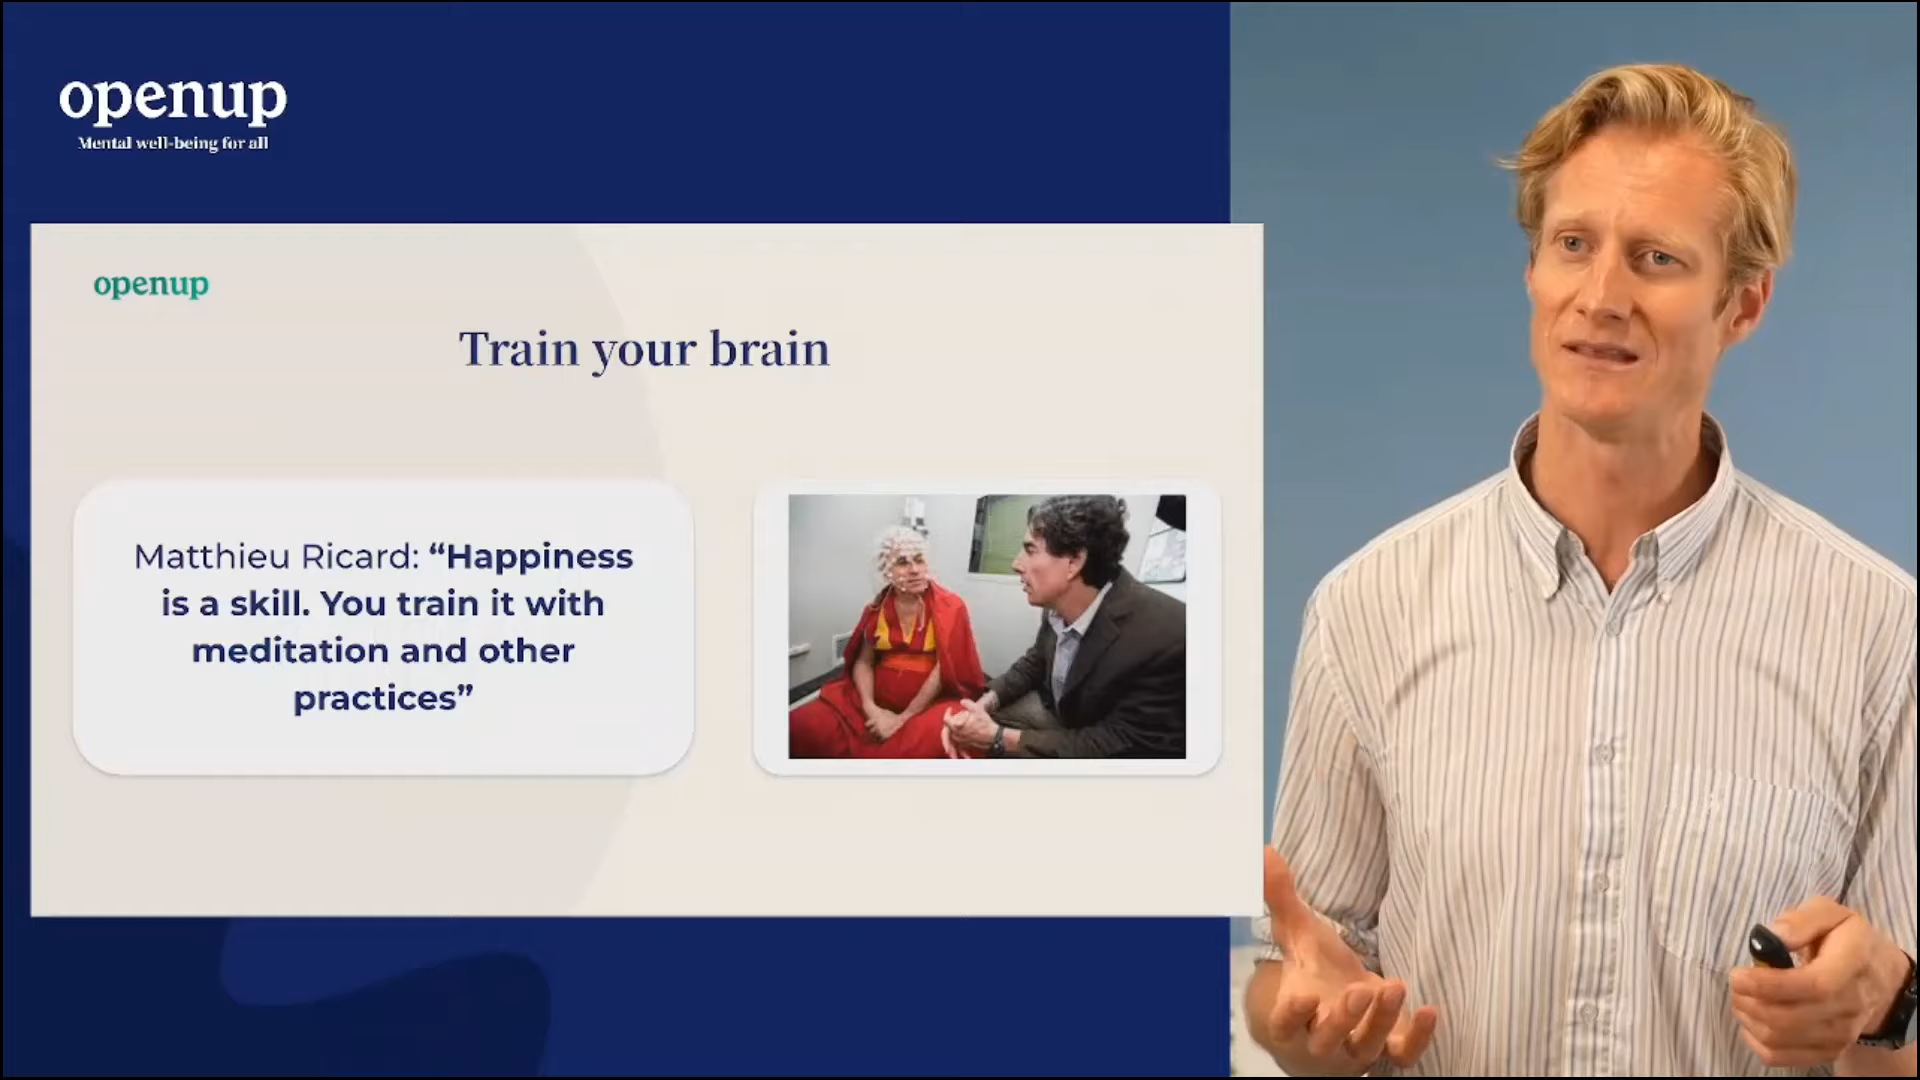 openup
Mental well-being for all
openup
Train your brain
Matthieu Ricard: “Happiness
is a skill. You train it with
meditation and other
practices”